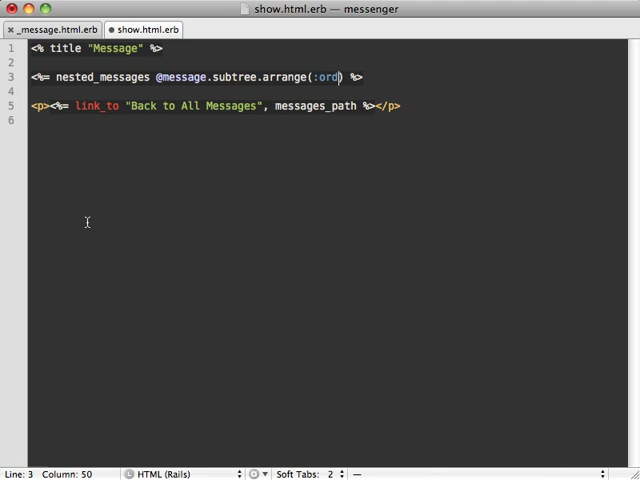 show.html.erb — messenger
_message.html.erb
show.html.erb
1 <% title "Message" %>
2
3 <%= nested_messages @message.subtree.arrange(:ord) %>
4
5 <p><%= link_to "Back to All Messages", messages_path %></p>
6
Line: 3 Column: 50 HTML (Rails) Soft Tabs: 2 —